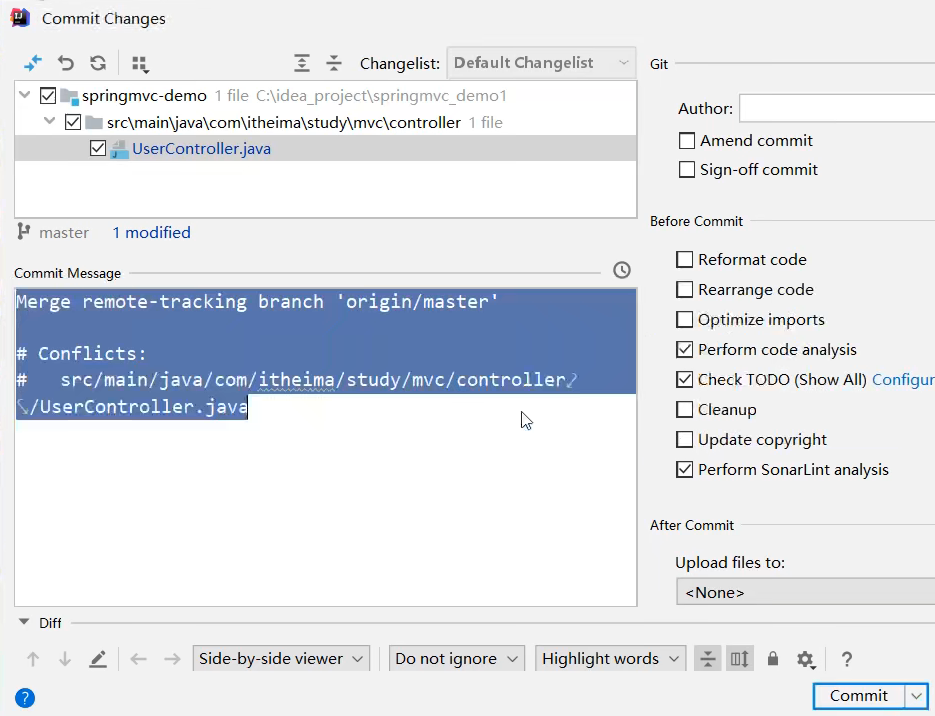 Commit Changes
Changelist: Default Changelist
springmvc-demo 1 file C:\idea_project\springmvc_demo1
src\main\java\com\itheima\study\mvc\controller 1 file
UserController.java
master 1 modified
Commit Message
Merge remote-tracking branch 'origin/master'
# Conflicts:
#   src/main/java/com/itheima/study/mvc/controller
/UserController.java
Git
Author:
Amend commit
Sign-off commit
Before Commit
Reformat code
Rearrange code
Optimize imports
Perform code analysis
Check TODO (Show All) Configur
Cleanup
Update copyright
Perform SonarLint analysis
After Commit
Upload files to:
<None>
Diff
Side-by-side viewer Do not ignore Highlight words ?
? Commit